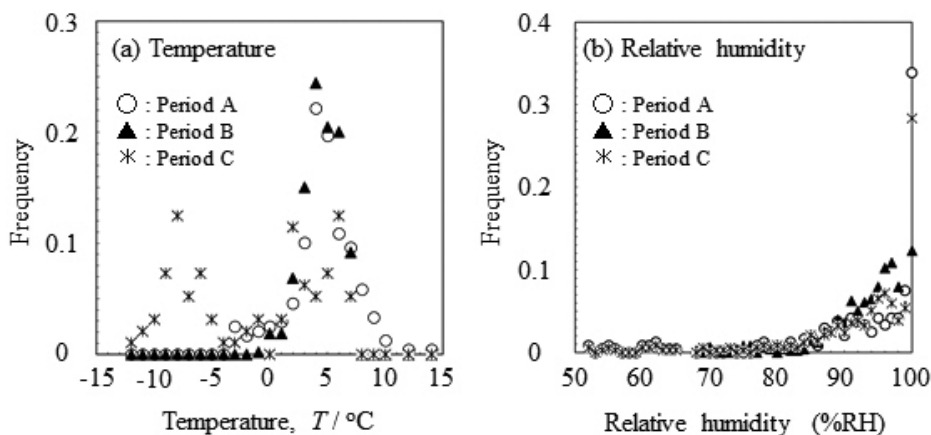 (a) Temperature
○ : Period A
▲ : Period B
✳ : Period C
Frequency
0.3
0.2
0.1
0
-15
-10
-5
0
5
10
15
Temperature, T / °C
(b) Relative humidity
○ : Period A
▲ : Period B
✳ : Period C
Frequency
0.4
0.3
0.2
0.1
0
50
60
70
80
90
100
Relative humidity (%RH)